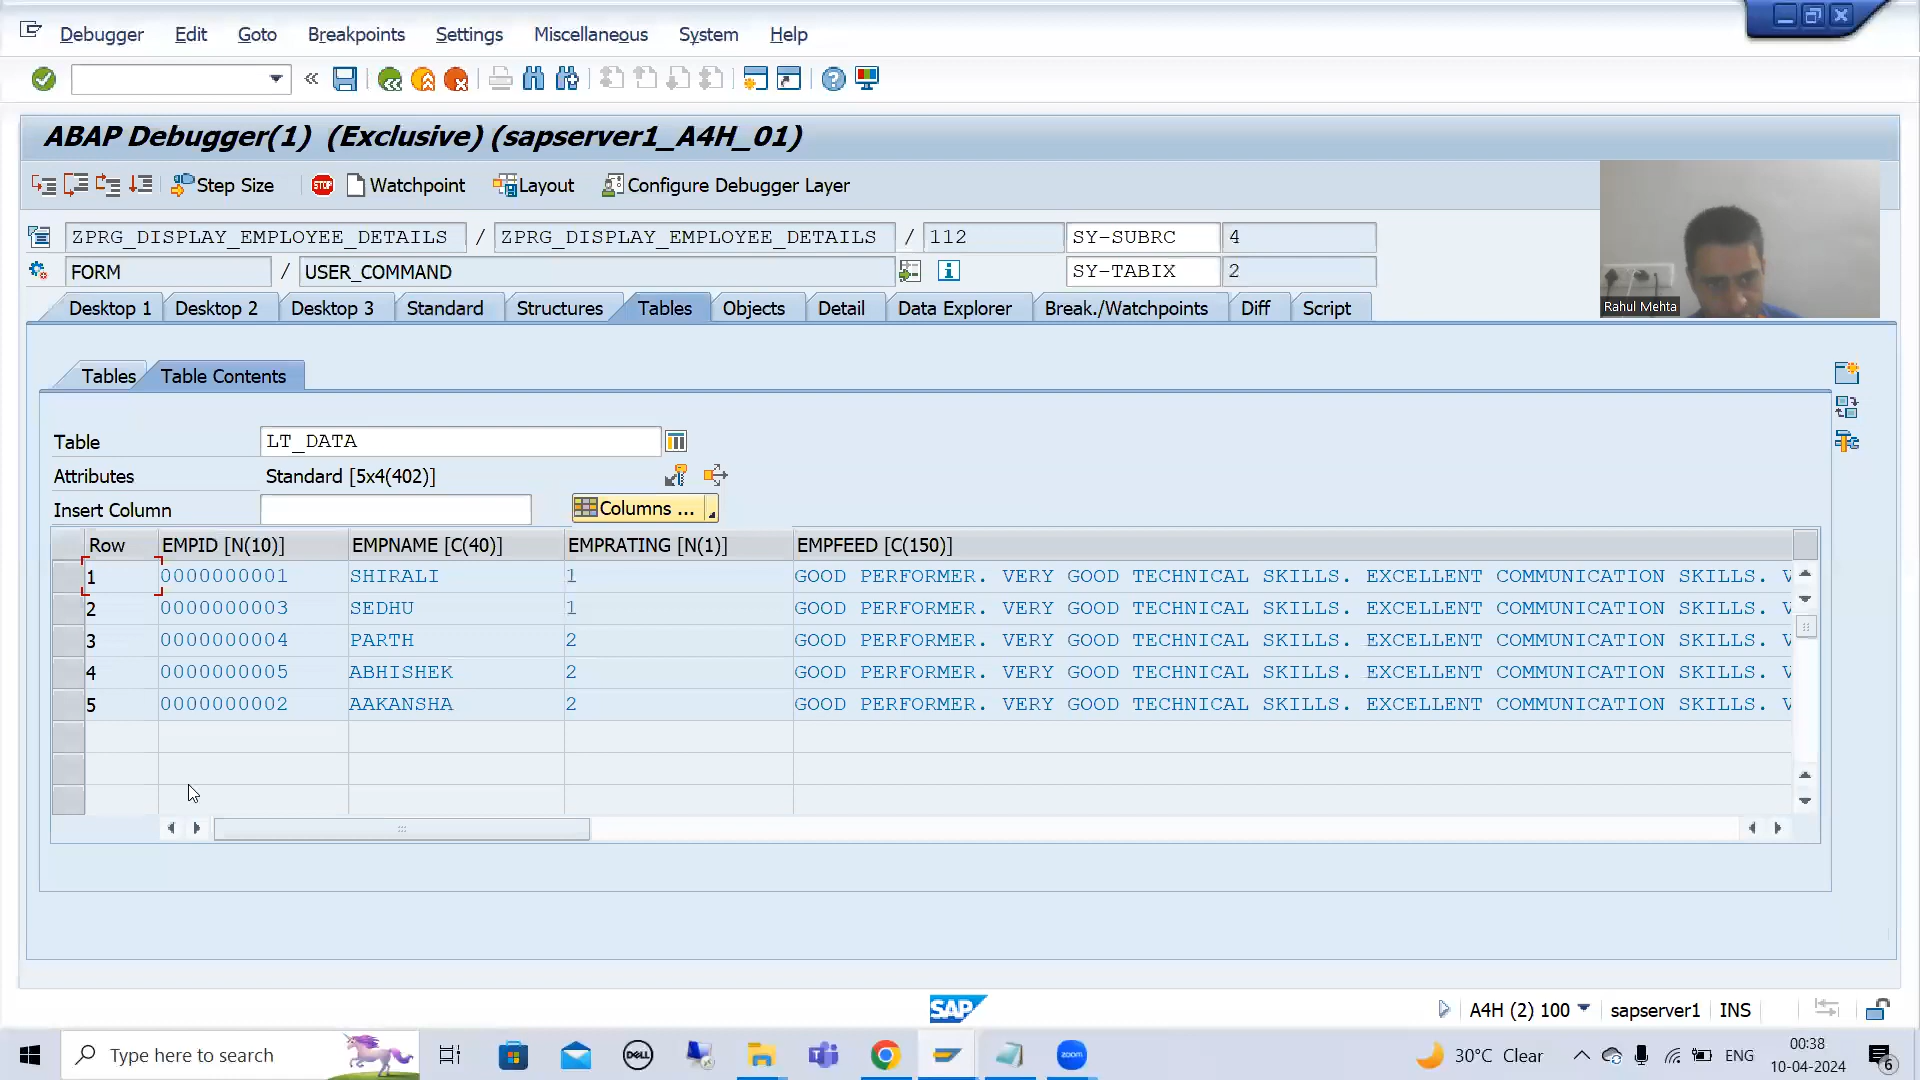 Debugger Edit Goto Breakpoints Settings Miscellaneous System Help
ABAP Debugger(1) (Exclusive) (sapserver1_A4H_01)
Step Size STOP Watchpoint Layout Configure Debugger Layer
ZPRG_DISPLAY_EMPLOYEE_DETAILS / ZPRG_DISPLAY_EMPLOYEE_DETAILS / 112 SY-SUBRC 4
FORM / USER_COMMAND SY-TABIX 2
Rahul Mehta
Desktop 1 Desktop 2 Desktop 3 Standard Structures Tables Objects Detail Data Explorer Break./Watchpoints Diff Script
Tables Table Contents
Table LT_DATA
Attributes Standard [5x4(402)]
Insert Column Columns ...
Row EMPID [N(10)] EMPNAME [C(40)] EMPRATING [N(1)] EMPFEED [C(150)]
1 0000000001 SHIRALI 1 GOOD PERFORMER. VERY GOOD TECHNICAL SKILLS. EXCELLENT COMMUNICATION SKILLS. V
2 0000000003 SEDHU 1 GOOD PERFORMER. VERY GOOD TECHNICAL SKILLS. EXCELLENT COMMUNICATION SKILLS. V
3 0000000004 PARTH 2 GOOD PERFORMER. VERY GOOD TECHNICAL SKILLS. EXCELLENT COMMUNICATION SKILLS. V
4 0000000005 ABHISHEK 2 GOOD PERFORMER. VERY GOOD TECHNICAL SKILLS. EXCELLENT COMMUNICATION SKILLS. V
5 0000000002 AAKANSHA 2 GOOD PERFORMER. VERY GOOD TECHNICAL SKILLS. EXCELLENT COMMUNICATION SKILLS. V
SAP A4H (2) 100 sapserver1 INS
Type here to search DELL zoom 30°C Clear ENG 00:38
10-04-2024 6